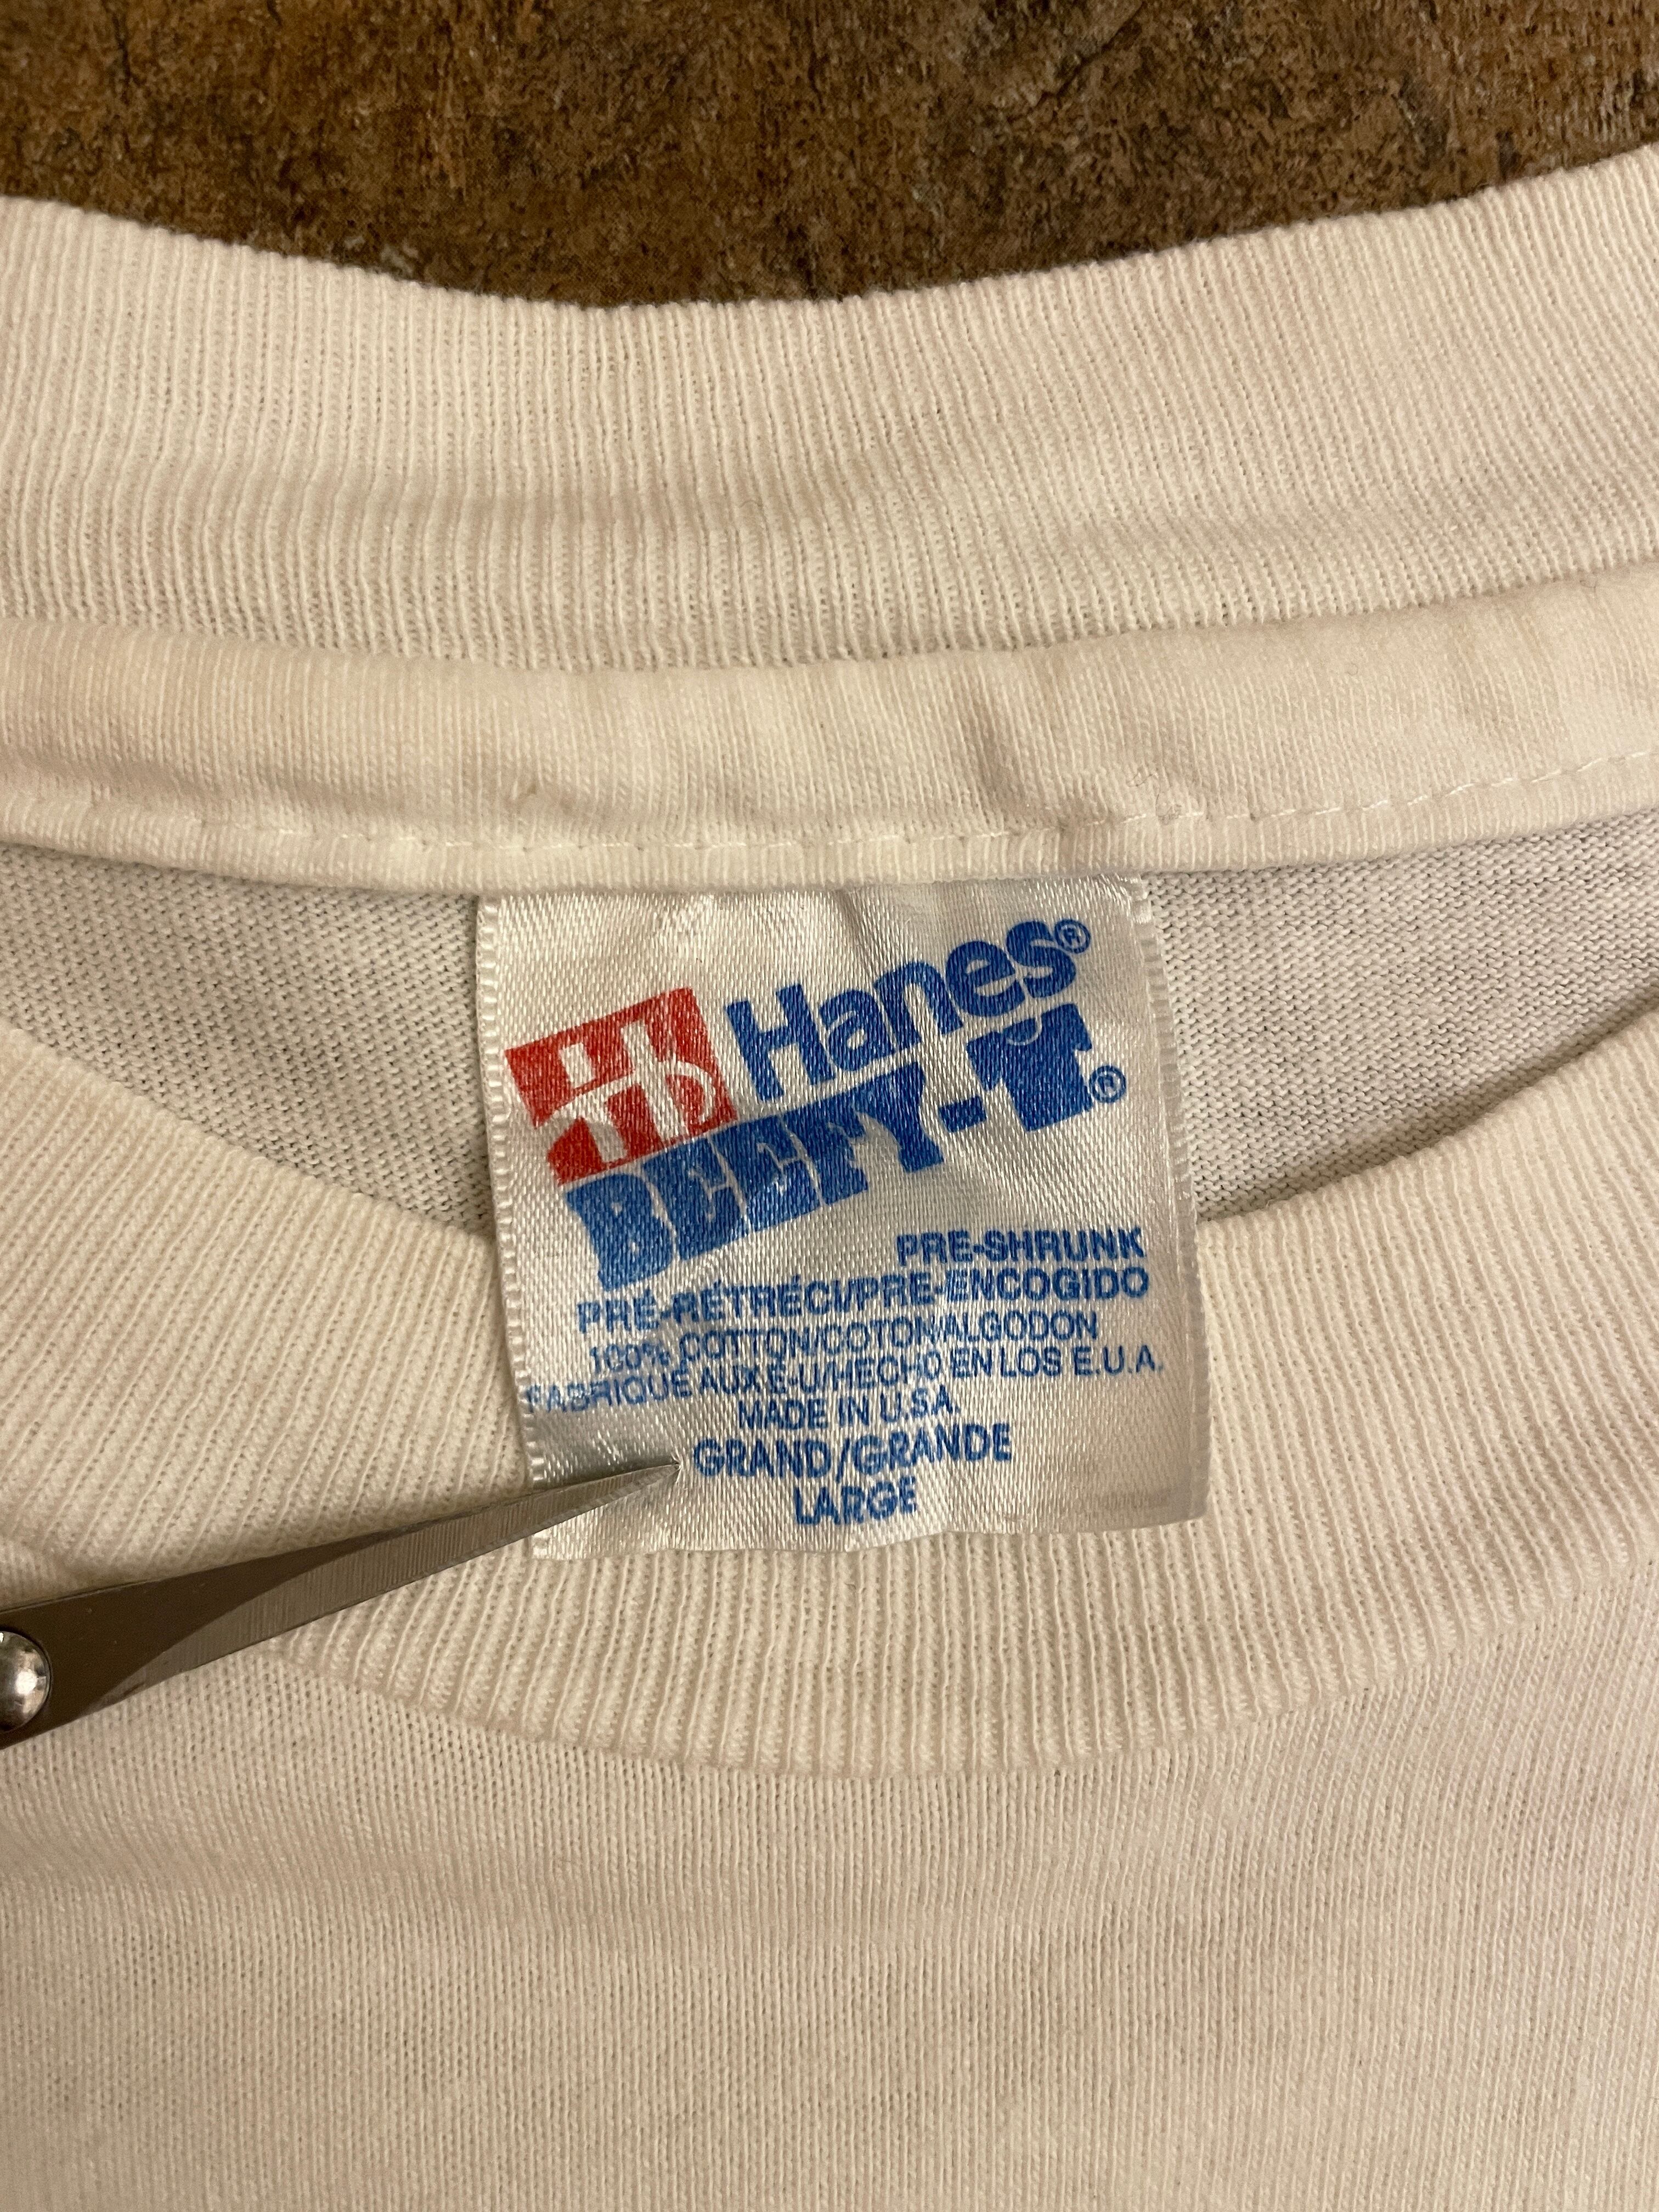 Hanes®
BEEFY-T®
PRE-SHRUNK
PRÉ-RÉTRÉCI/PRE-ENCOGIDO
100% COTTON/COTON/ALGODON
FABRIQUÉ AUX É-U/HECHO EN LOS E.U.A.
MADE IN U.S.A
GRAND/GRANDE
LARGE